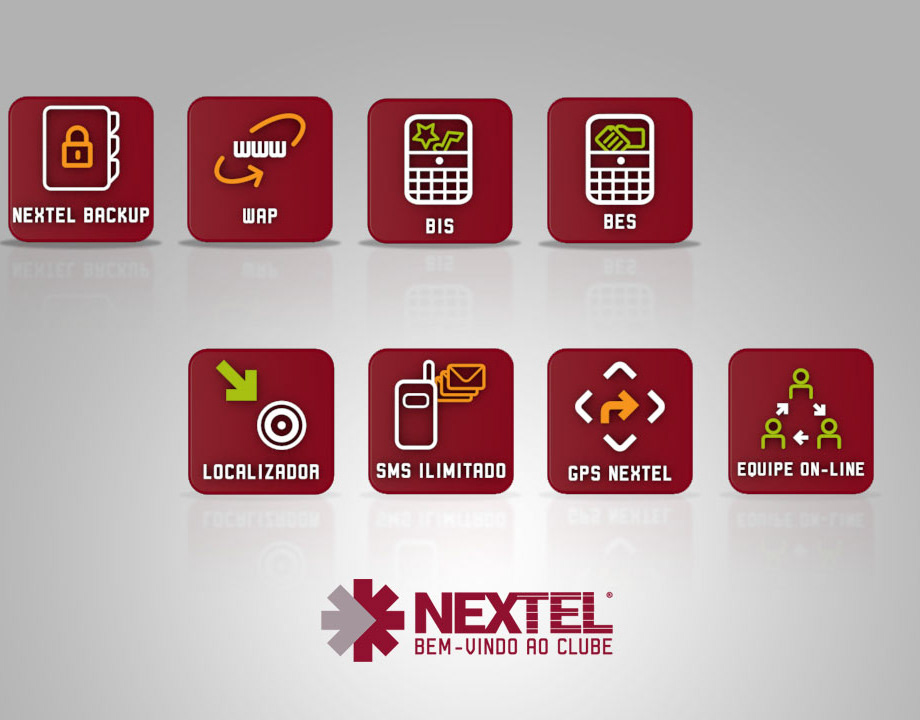 NEXTEL BACKUP
WWW
WAP
BIS
BES
LOCALIZADOR
SMS ILIMITADO
GPS NEXTEL
EQUIPE ON-LINE
NEXTEL®
BEM-VINDO AO CLUBE